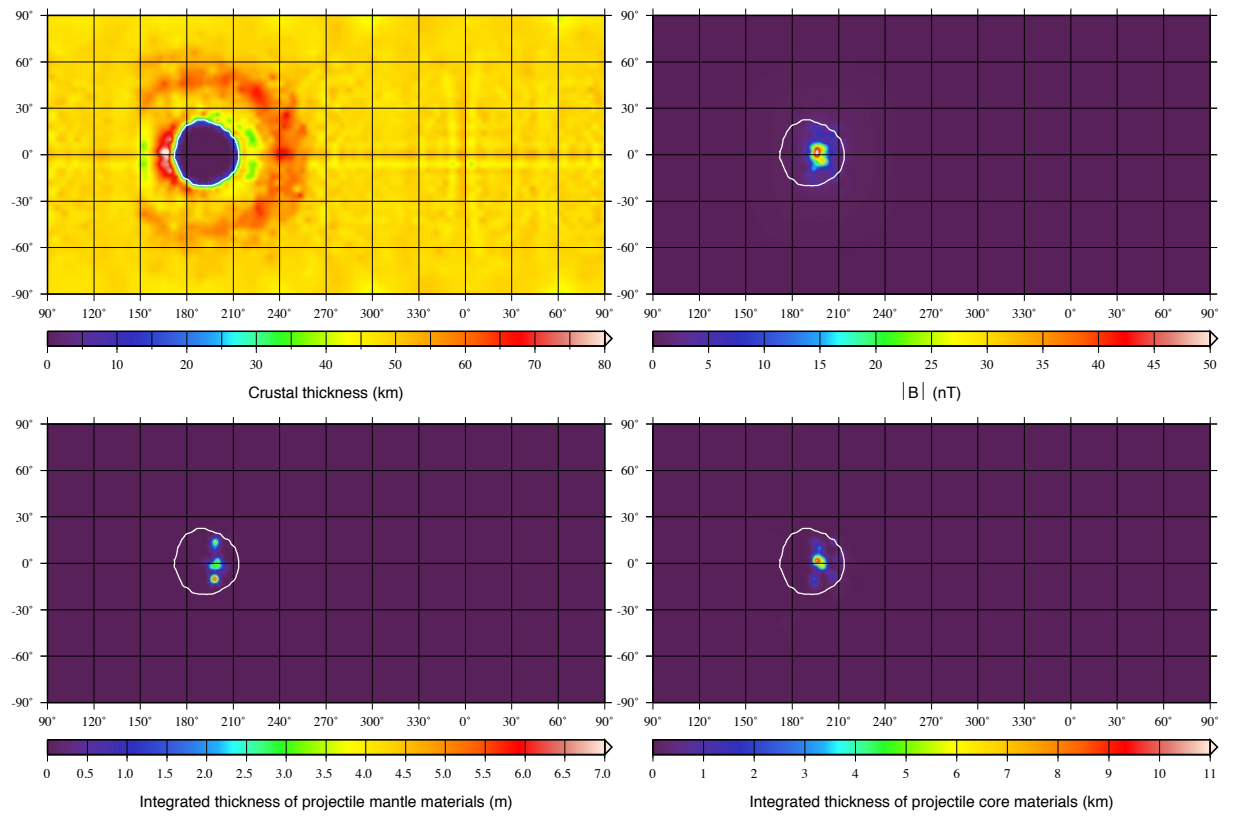 90˚ 90˚
60˚ 60˚
30˚ 30˚
0˚ 0˚
-30˚ -30˚
-60˚ -60˚
-90˚ -90˚
90˚ 120˚ 150˚ 180˚ 210˚ 240˚ 270˚ 300˚ 330˚ 0˚ 30˚ 60˚ 90˚ 90˚ 120˚ 150˚ 180˚ 210˚ 240˚ 270˚ 300˚ 330˚ 0˚ 30˚ 60˚ 90˚
0 10 20 30 40 50 60 70 80 0 5 10 15 20 25 30 35 40 45 50
Crustal thickness (km) |B| (nT)
90˚ 90˚
60˚ 60˚
30˚ 30˚
0˚ 0˚
-30˚ -30˚
-60˚ -60˚
-90˚ -90˚
90˚ 120˚ 150˚ 180˚ 210˚ 240˚ 270˚ 300˚ 330˚ 0˚ 30˚ 60˚ 90˚ 90˚ 120˚ 150˚ 180˚ 210˚ 240˚ 270˚ 300˚ 330˚ 0˚ 30˚ 60˚ 90˚
0 0.5 1.0 1.5 2.0 2.5 3.0 3.5 4.0 4.5 5.0 5.5 6.0 6.5 7.0 0 1 2 3 4 5 6 7 8 9 10 11
Integrated thickness of projectile mantle materials (m) Integrated thickness of projectile core materials (km)